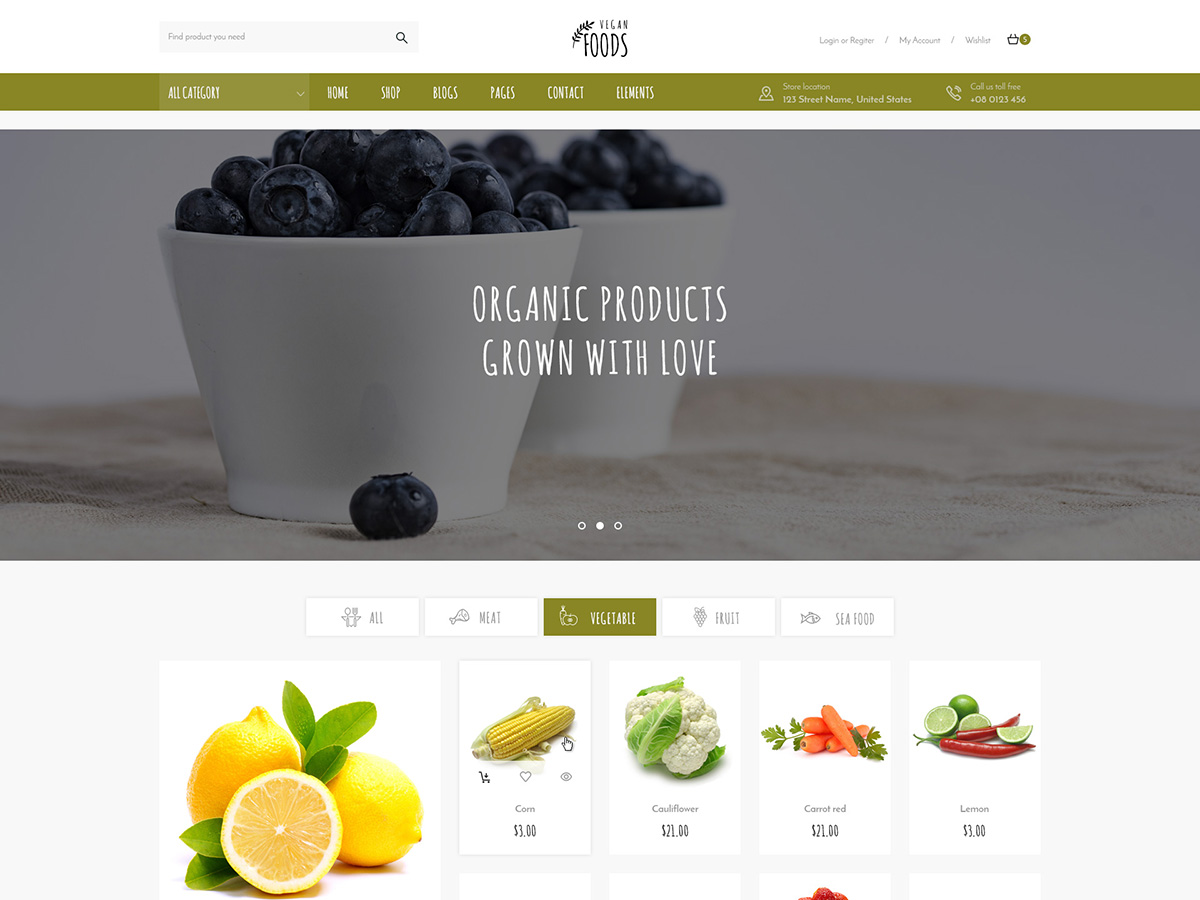 Find product you need
VEGAN
FOODS
Login or Regiter / My Account / Wishlist 5
ALL CATEGORY
HOME SHOP BLOGS PAGES CONTACT ELEMENTS
Store location
123 Street Name, United States
Call us toll free
+08 0123 456
ORGANIC PRODUCTS
GROWN WITH LOVE
ALL MEAT VEGETABLE FRUIT SEA FOOD
Corn
$3.00
Cauliflower
$21.00
Carrot red
$21.00
Lemon
$3.00